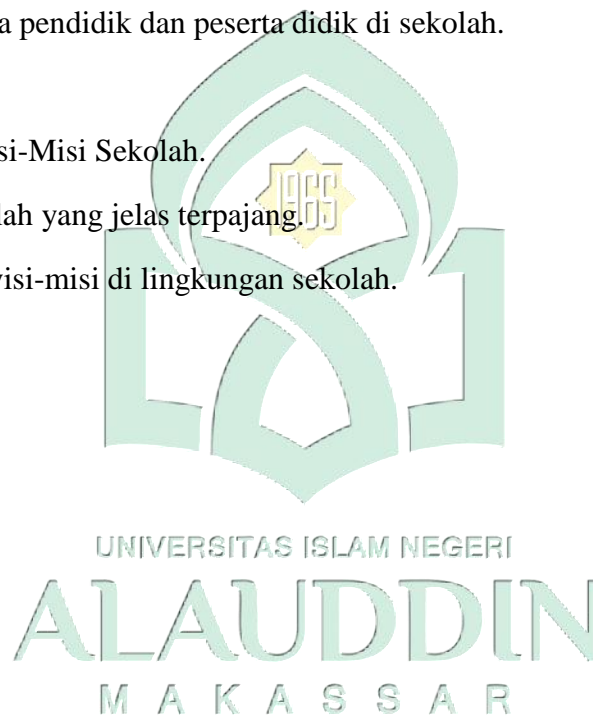 a pendidik dan peserta didik di sekolah.
si-Misi Sekolah.
lah yang jelas terpajang.
visi-misi di lingkungan sekolah.
1965
UNIVERSITAS ISLAM NEGERI
ALAUDDIN
MAKASSAR